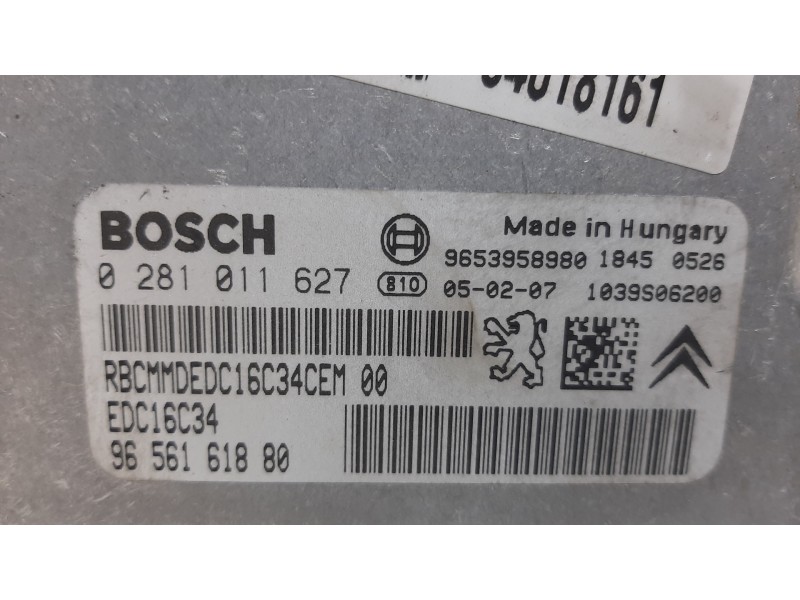 BOSCH
Made in Hungary
9653958980 1845 0526
0 281 011 627 810 05-02-07 1039S06200
RBCMMDEDC16C34CEM 00
EDC16C34
96 561 618 80